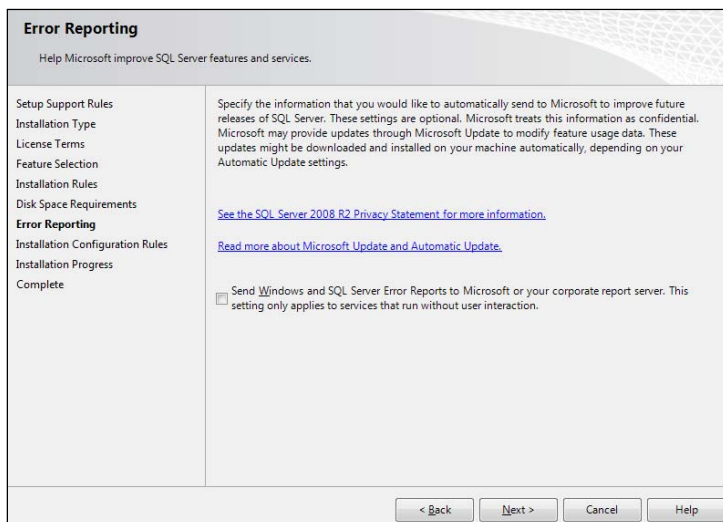 Error Reporting
Help Microsoft improve SQL Server features and services.
Setup Support Rules
Installation Type
License Terms
Feature Selection
Installation Rules
Disk Space Requirements
Error Reporting
Installation Configuration Rules
Installation Progress
Complete
Specify the information that you would like to automatically send to Microsoft to improve future
releases of SQL Server. These settings are optional. Microsoft treats this information as confidential.
Microsoft may provide updates through Microsoft Update to modify feature usage data. These
updates might be downloaded and installed on your machine automatically, depending on your
Automatic Update settings.
See the SQL Server 2008 R2 Privacy Statement for more information.
Read more about Microsoft Update and Automatic Update.
Send Windows and SQL Server Error Reports to Microsoft or your corporate report server. This
setting only applies to services that run without user interaction.
< Back
Next >
Cancel
Help